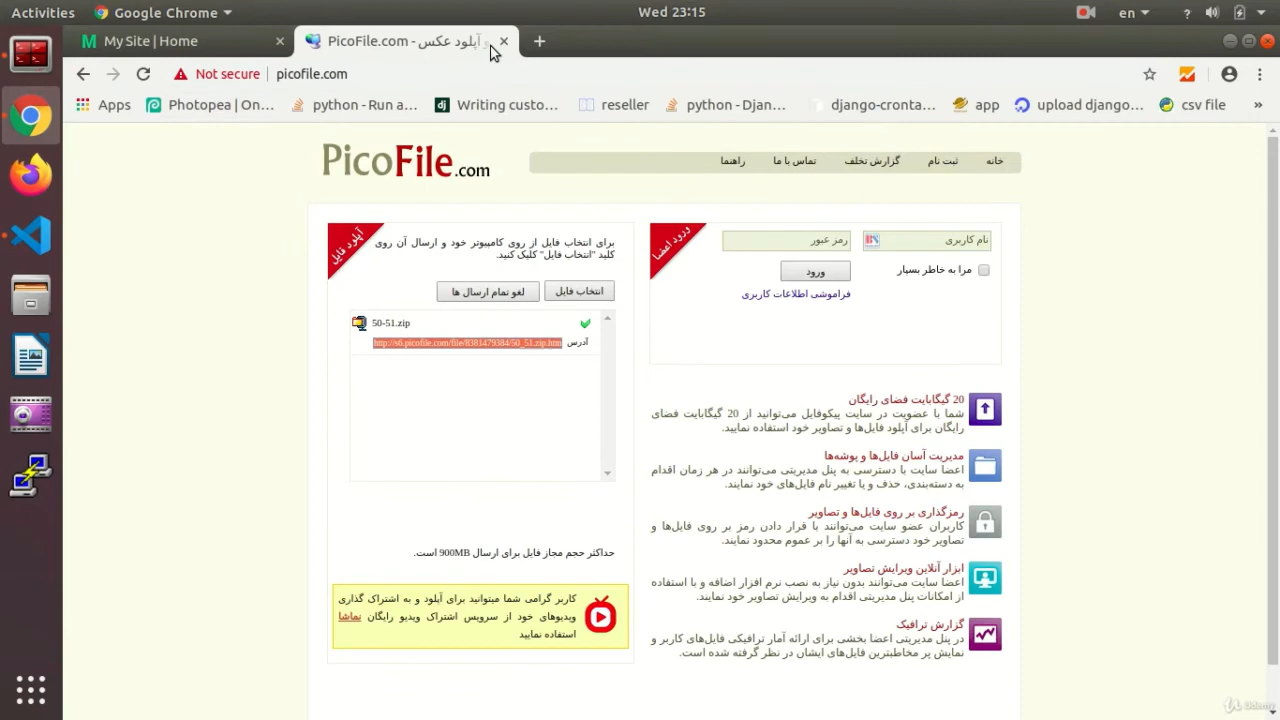 Activities
Google Chrome
Wed 23:15
en
My Site | Home
PicoFile.com - آپلود عکس و
Not secure
picofile.com
Apps
Photopea | On...
python - Run a...
Writing custo...
reseller
python - Djan...
django-cronta...
app
upload django...
csv file
»
PicoFile.com
خانه
ثبت نام
گزارش تخلف
تماس با ما
راهنما
ورود اعضا
نام کاربری
رمز عبور
مرا به خاطر بسپار
ورود
فراموشی اطلاعات کاربری
آپلود فایل
برای انتخاب فایل از روی کامپیوتر خود و ارسال آن روی
کلید "انتخاب فایل" کلیک کنید.
انتخاب فایل
لغو تمام ارسال ها
50-51.zip
آدرس
http://s6.picofile.com/file/8381479384/50_51.zip.htm
حداکثر حجم مجاز فایل برای ارسال 900MB است.
کاربر گرامی شما میتوانید برای آپلود و به اشتراک گذاری
ویدیوهای خود از سرویس اشتراک ویدیو رایگان تماشا
استفاده نمایید
20 گیگابایت فضای رایگان
شما با عضویت در سایت پیکوفایل می‌توانید از 20 گیگابایت فضای
رایگان برای آپلود فایل‌ها و تصاویر خود استفاده نمایید.
مدیریت آسان فایل‌ها و پوشه‌ها
اعضا سایت با دسترسی به پنل مدیریتی می‌توانند در هر زمان اقدام
به دسته‌بندی، حذف و یا تغییر نام فایل‌های خود نمایند.
رمزگذاری بر روی فایل‌ها و تصاویر
کاربران عضو سایت می‌توانند با قرار دادن رمز بر روی فایل‌ها و
تصاویر خود دسترسی به آنها را بر عموم محدود نمایند.
ابزار آنلاین ویرایش تصاویر
اعضا سایت می‌توانند بدون نیاز به نصب نرم افزار اضافه و با استفاده
از امکانات پنل مدیریتی اقدام به ویرایش تصاویر خود نمایند.
گزارش ترافیک
در پنل مدیریتی اعضا بخشی برای ارائه آمار ترافیکی فایل‌های کاربر و
نمایش پر مخاطبترین فایل‌های ایشان در نظر گرفته شده است.
Udemy